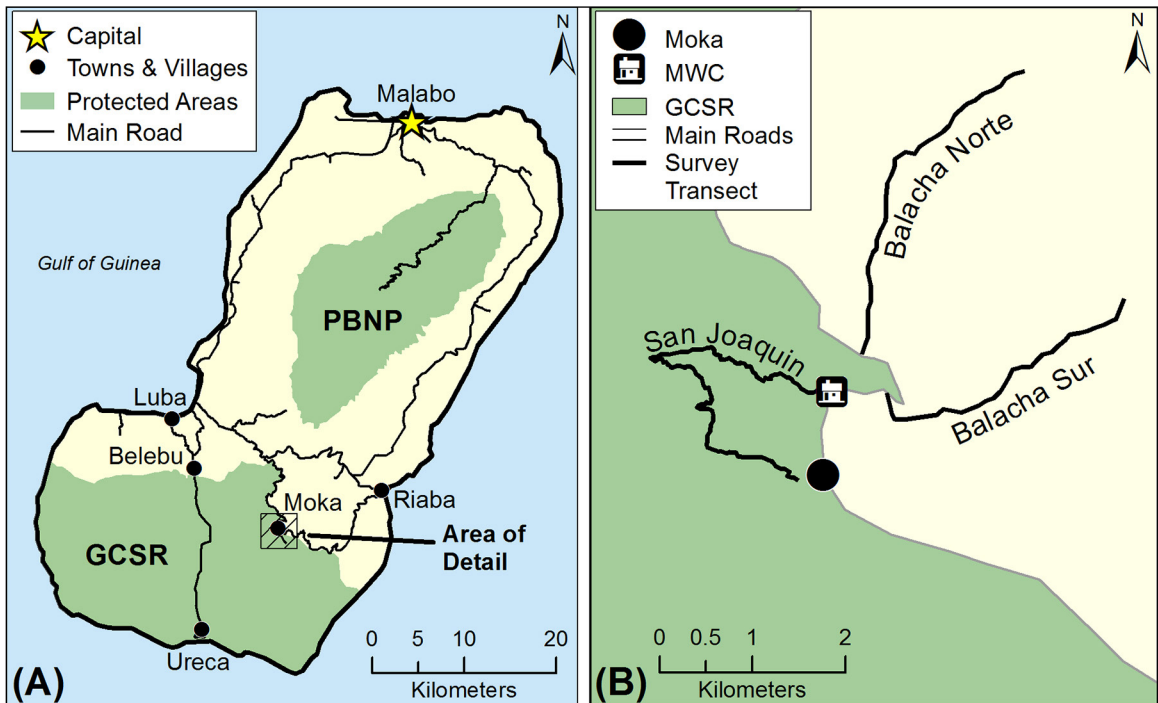 Capital
Towns & Villages
Protected Areas
Main Road
N
Malabo
Gulf of Guinea
PBNP
Luba
Belebu
Moka
Riaba
Area of
Detail
GCSR
Ureca
0 5 10 20
Kilometers
(A)
Moka
MWC
GCSR
Main Roads
Survey
Transect
N
Balacha Norte
San Joaquin
Balacha Sur
0 0.5 1 2
Kilometers
(B)